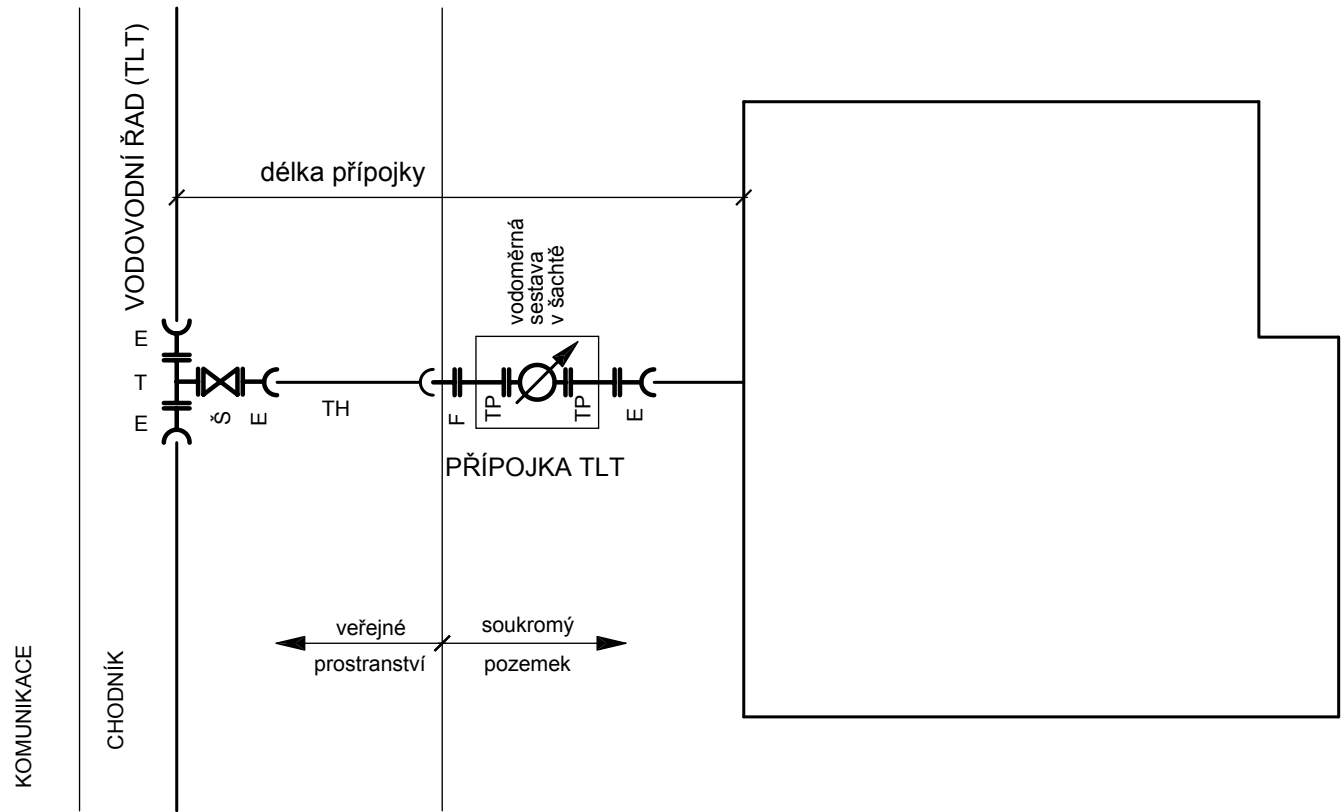 KOMUNIKACE
CHODNÍK
VODOVODNÍ ŘAD (TLT)
délka přípojky
vodoměrná
sestava
v šachtě
E
T
E
Š
E
TH
F
TP
TP
E
PŘÍPOJKA TLT
veřejné
prostranství
soukromý
pozemek